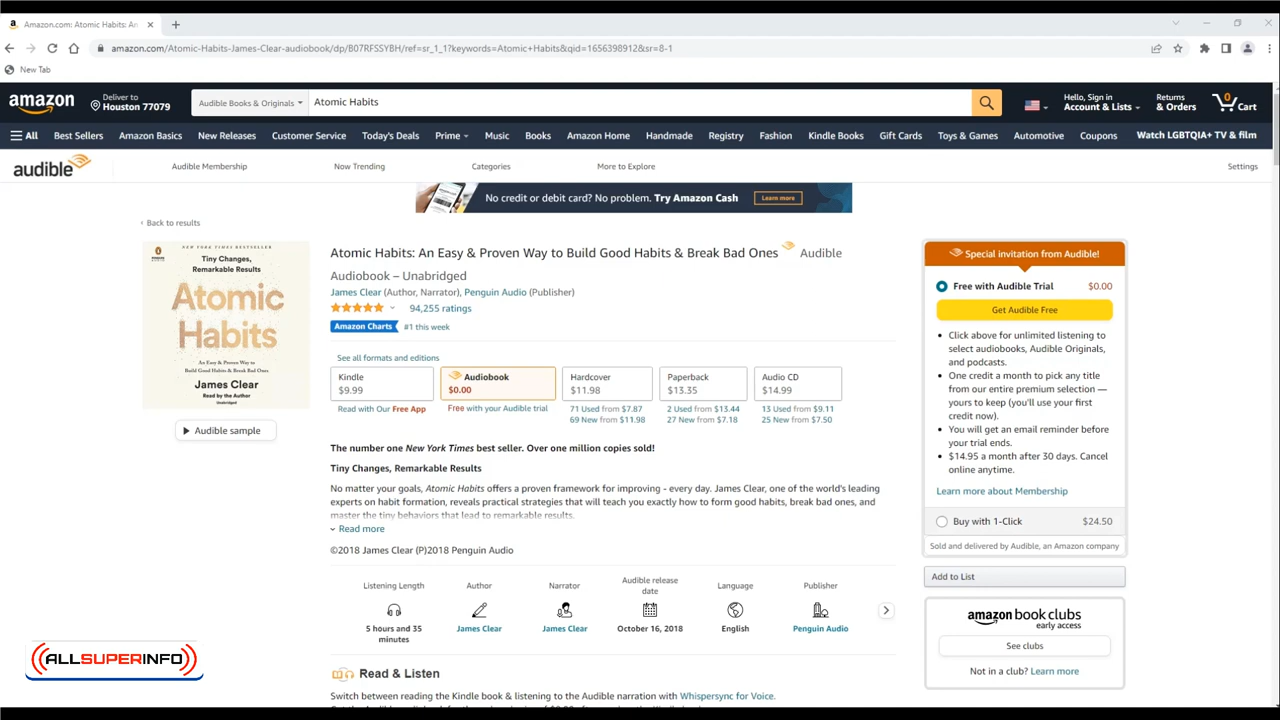 Amazon.com: Atomic Habits: An
amazon.com/Atomic-Habits-James-Clear-audiobook/dp/B07RFSSYBH/ref=sr_1_1?keywords=Atomic+Habits&qid=1656398912&sr=8-1
New Tab
amazon
Deliver to
Houston 77079
Audible Books & Originals
Atomic Habits
Hello, Sign in
Account & Lists
Returns
& Orders
0
Cart
All
Best Sellers
Amazon Basics
New Releases
Customer Service
Today's Deals
Prime
Music
Books
Amazon Home
Handmade
Registry
Fashion
Kindle Books
Gift Cards
Toys & Games
Automotive
Coupons
Watch LGBTQIA+ TV & film
audible
Audible Membership
Now Trending
Categories
More to Explore
Settings
No credit or debit card? No problem. Try Amazon Cash
Learn more
‹ Back to results
NEW YORK TIMES BESTSELLER
Tiny Changes,
Remarkable Results
Atomic
Habits
An Easy & Proven Way to
Build Good Habits & Break Bad Ones
James Clear
Read by the Author
Unabridged
Audible sample
Atomic Habits: An Easy & Proven Way to Build Good Habits & Break Bad Ones Audible
Audiobook – Unabridged
James Clear (Author, Narrator), Penguin Audio (Publisher)
94,255 ratings
Amazon Charts #1 this week
See all formats and editions
Kindle
$9.99
Read with Our Free App
Audiobook
$0.00
Free with your Audible trial
Hardcover
$11.98
71 Used from $7.87
69 New from $11.98
Paperback
$13.35
2 Used from $13.44
27 New from $7.18
Audio CD
$14.99
13 Used from $9.11
25 New from $7.50
The number one New York Times best seller. Over one million copies sold!
Tiny Changes, Remarkable Results
No matter your goals, Atomic Habits offers a proven framework for improving - every day. James Clear, one of the world's leading
experts on habit formation, reveals practical strategies that will teach you exactly how to form good habits, break bad ones, and
master the tiny behaviors that lead to remarkable results.
Read more
©2018 James Clear (P)2018 Penguin Audio
Listening Length
5 hours and 35
minutes
Author
James Clear
Narrator
James Clear
Audible release
date
October 16, 2018
Language
English
Publisher
Penguin Audio
Read & Listen
Switch between reading the Kindle book & listening to the Audible narration with Whispersync for Voice.
Special invitation from Audible!
Free with Audible Trial $0.00
Get Audible Free
• Click above for unlimited listening to
select audiobooks, Audible Originals,
and podcasts.
• One credit a month to pick any
title from our entire premium selection —
yours to keep (you'll use your first
credit now).
• You will get an email reminder before
your trial ends.
• $14.95 a month after 30 days. Cancel
online anytime.
Learn more about Membership
Buy with 1-Click $24.50
Sold and delivered by Audible, an Amazon company
Add to List
amazon book clubs
early access
See clubs
Not in a club? Learn more
ALLSUPERINFO